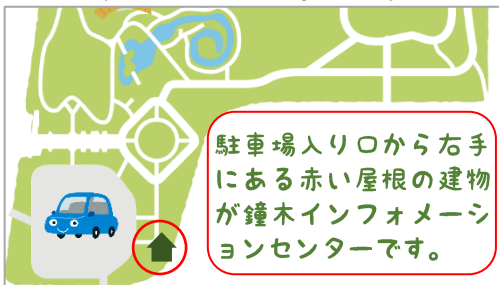 駐車場入り口から右手
にある赤い屋根の建物
が鐘木インフォメーシ
ョンセンターです。